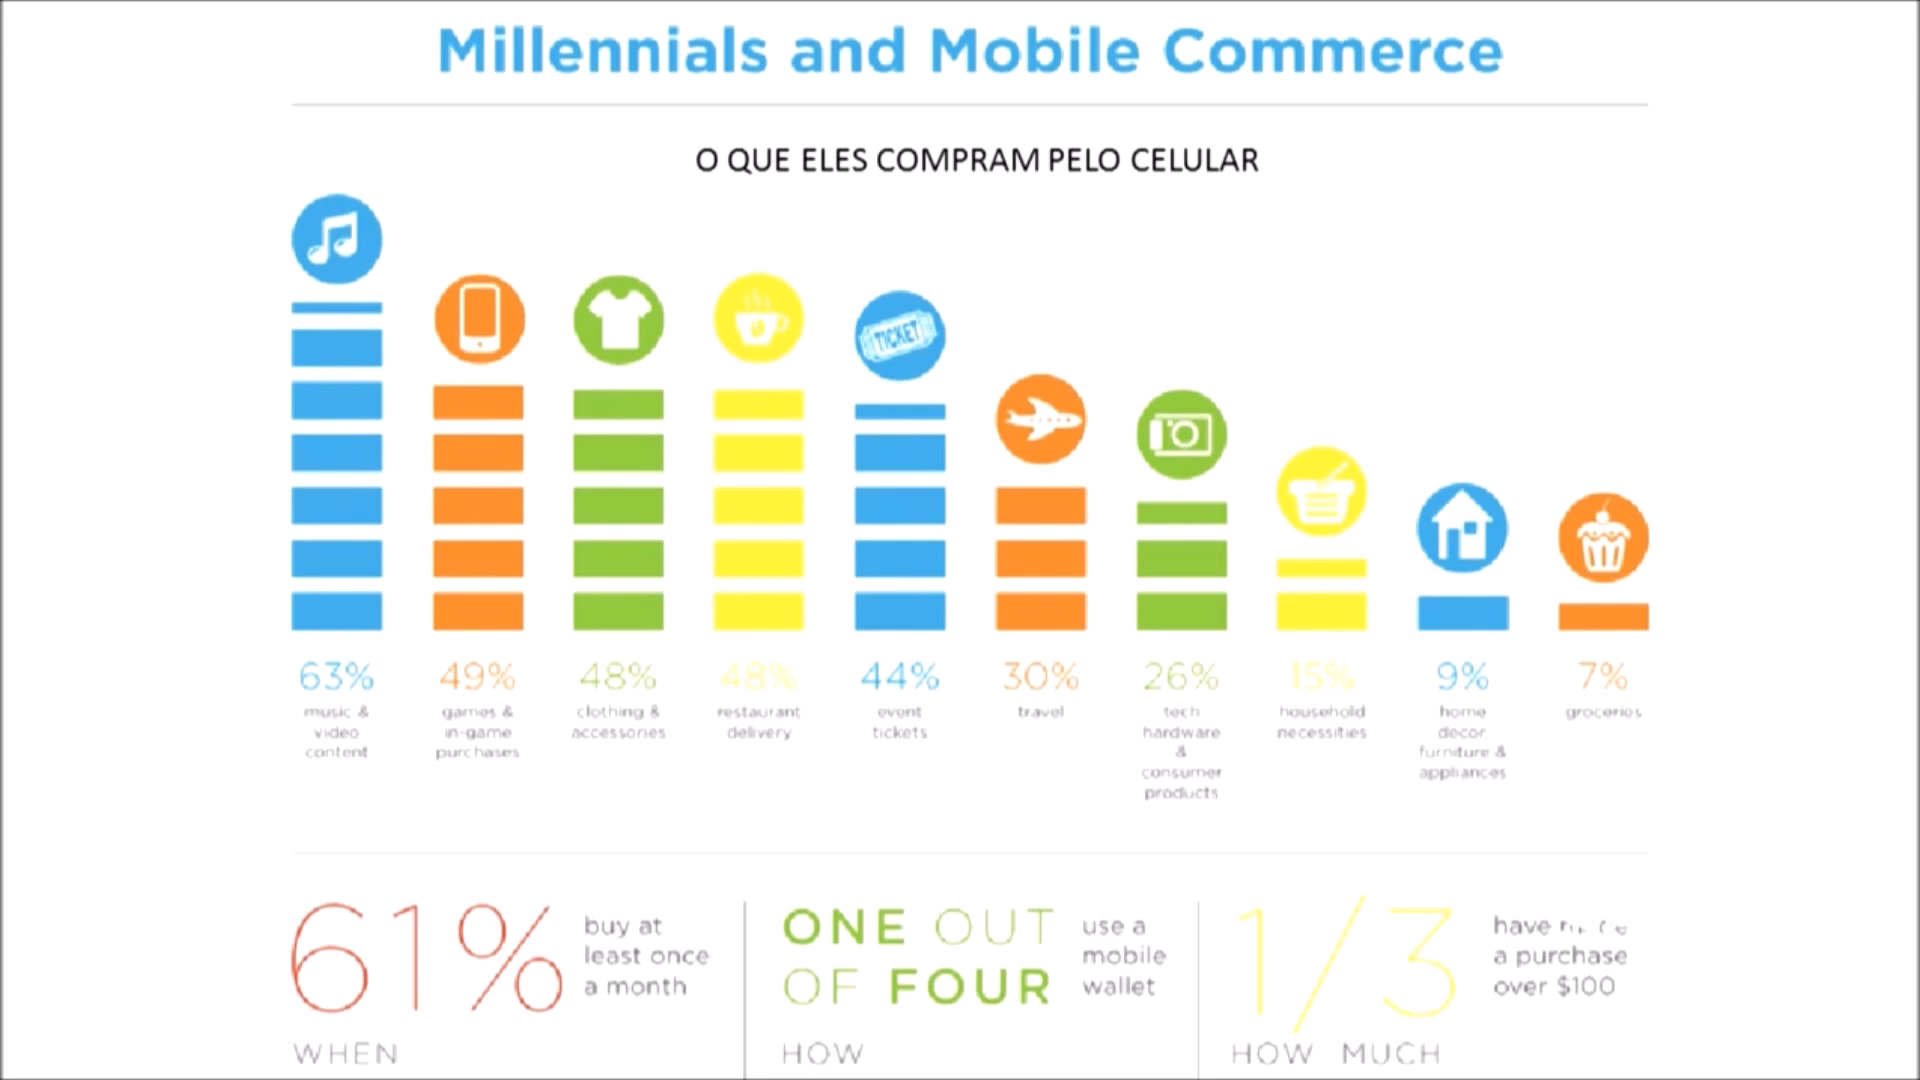 Millennials and Mobile Commerce
O QUE ELES COMPRAM PELO CELULAR
TICKET
63%
music &
video
content
49%
games &
in-game
purchases
48%
clothing &
accessories
48%
restaurant
delivery
44%
event
tickets
30%
travel
26%
tech
hardware
&
consumer
products
15%
household
necessities
9%
home
decor,
furniture &
appliances
7%
groceries
61%
buy at
least once
a month
WHEN
ONE OUT
OF FOUR
use a
mobile
wallet
HOW
1/3
have
a purchase
over $100
HOW MUCH